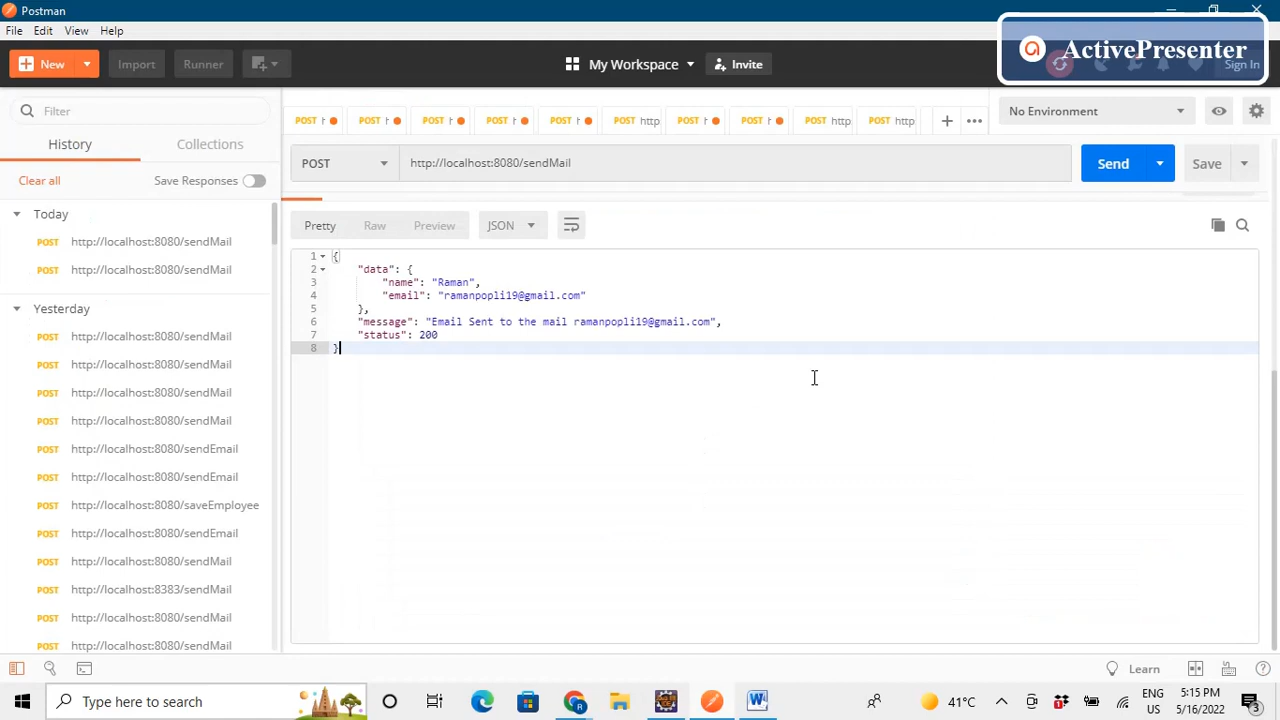 Postman
File Edit View Help
ActivePresenter
New Import Runner My Workspace Invite Sign In
Filter
History Collections
Clear all Save Responses
Today
POST http://localhost:8080/sendMail
POST http://localhost:8080/sendMail
Yesterday
POST http://localhost:8080/sendMail
POST http://localhost:8080/sendMail
POST http://localhost:8080/sendMail
POST http://localhost:8080/sendMail
POST http://localhost:8080/sendEmail
POST http://localhost:8080/sendEmail
POST http://localhost:8080/saveEmployee
POST http://localhost:8080/sendEmail
POST http://localhost:8080/sendMail
POST http://localhost:8383/sendMail
POST http://localhost:8080/sendMail
POST http://localhost:8080/sendMail
POST POST POST POST POST POST http POST POST POST http POST http
No Environment
POST http://localhost:8080/sendMail Send Save
Pretty Raw Preview JSON
1 {
2 "data": {
3 "name": "Raman",
4 "email": "ramanpopli19@gmail.com"
5 },
6 "message": "Email Sent to the mail ramanpopli19@gmail.com",
7 "status": 200
8 }
Learn
Type here to search
41°C
ENG
US
5:15 PM
5/16/2022
3